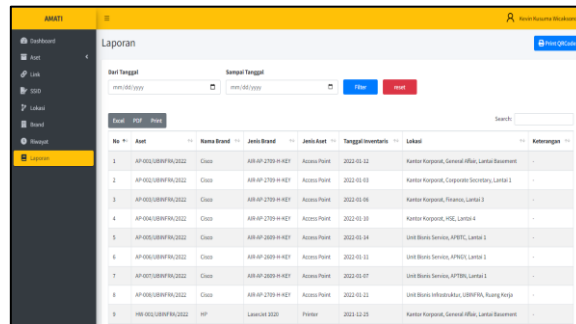 AMATI
Kevin Kusuma Wicaksono
Dashboard
Aset
Link
SSID
Lokasi
Brand
Riwayat
Laporan
Laporan
Print QRCode
Dari Tanggal
Sampai Tanggal
mm/dd/yyyy
mm/dd/yyyy
Filter
reset
Excel PDF Print
Search:
No Aset Nama Brand Jenis Brand Jenis Aset Tanggal Inventaris Lokasi Keterangan
1 AP-001/UBINFRA/2022 Cisco AIR-AP-2709-H-KEY Access Point 2022-01-12 Kantor Korporat, General Affair, Lantai Basement -
2 AP-002/UBINFRA/2022 Cisco AIR-AP-2709-H-KEY Access Point 2022-01-03 Kantor Korporat, Corporate Secretary, Lantai 1 -
3 AP-003/UBINFRA/2022 Cisco AIR-AP-2709-H-KEY Access Point 2022-01-06 Kantor Korporat, Finance, Lantai 3 -
4 AP-004/UBINFRA/2022 Cisco AIR-AP-2709-H-KEY Access Point 2022-01-10 Kantor Korporat, HSE, Lantai 4 -
5 AP-005/UBINFRA/2022 Cisco AIR-AP-2609-H-KEY Access Point 2022-01-14 Unit Bisnis Service, APBTC, Lantai 1 -
6 AP-006/UBINFRA/2022 Cisco AIR-AP-2609-H-KEY Access Point 2022-01-11 Unit Bisnis Service, Lantai 1 -
7 AP-007/UBINFRA/2022 Cisco AIR-AP-2609-H-KEY Access Point 2022-01-07 Unit Bisnis Service, APTBN, Lantai 1 -
8 AP-008/UBINFRA/2022 Cisco AIR-AP-2709-H-KEY Access Point 2022-01-21 Unit Bisnis Infrastruktur, UBINFRA, Ruang Kerja -
9 HW-001/UBINFRA/2022 HP LaserJet 1020 Printer 2021-12-23 Kantor Korporat, General Affair, Lantai Basement -